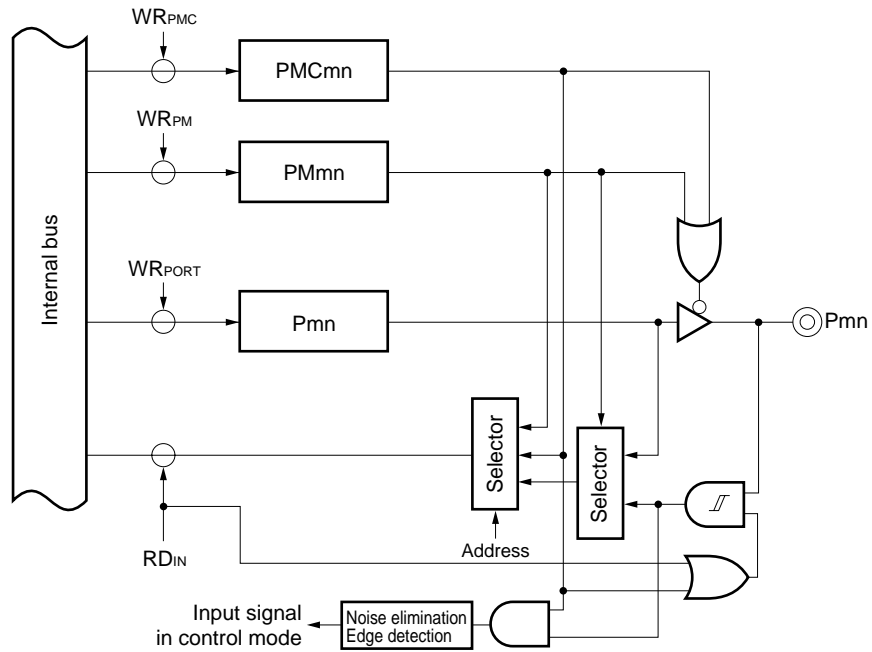 WRPMC
PMCmn
WRPM
PMmn
Internal bus
WRPORT
Pmn
Pmn
Selector
Selector
Address
RDIN
Input signal
in control mode
Noise elimination
Edge detection